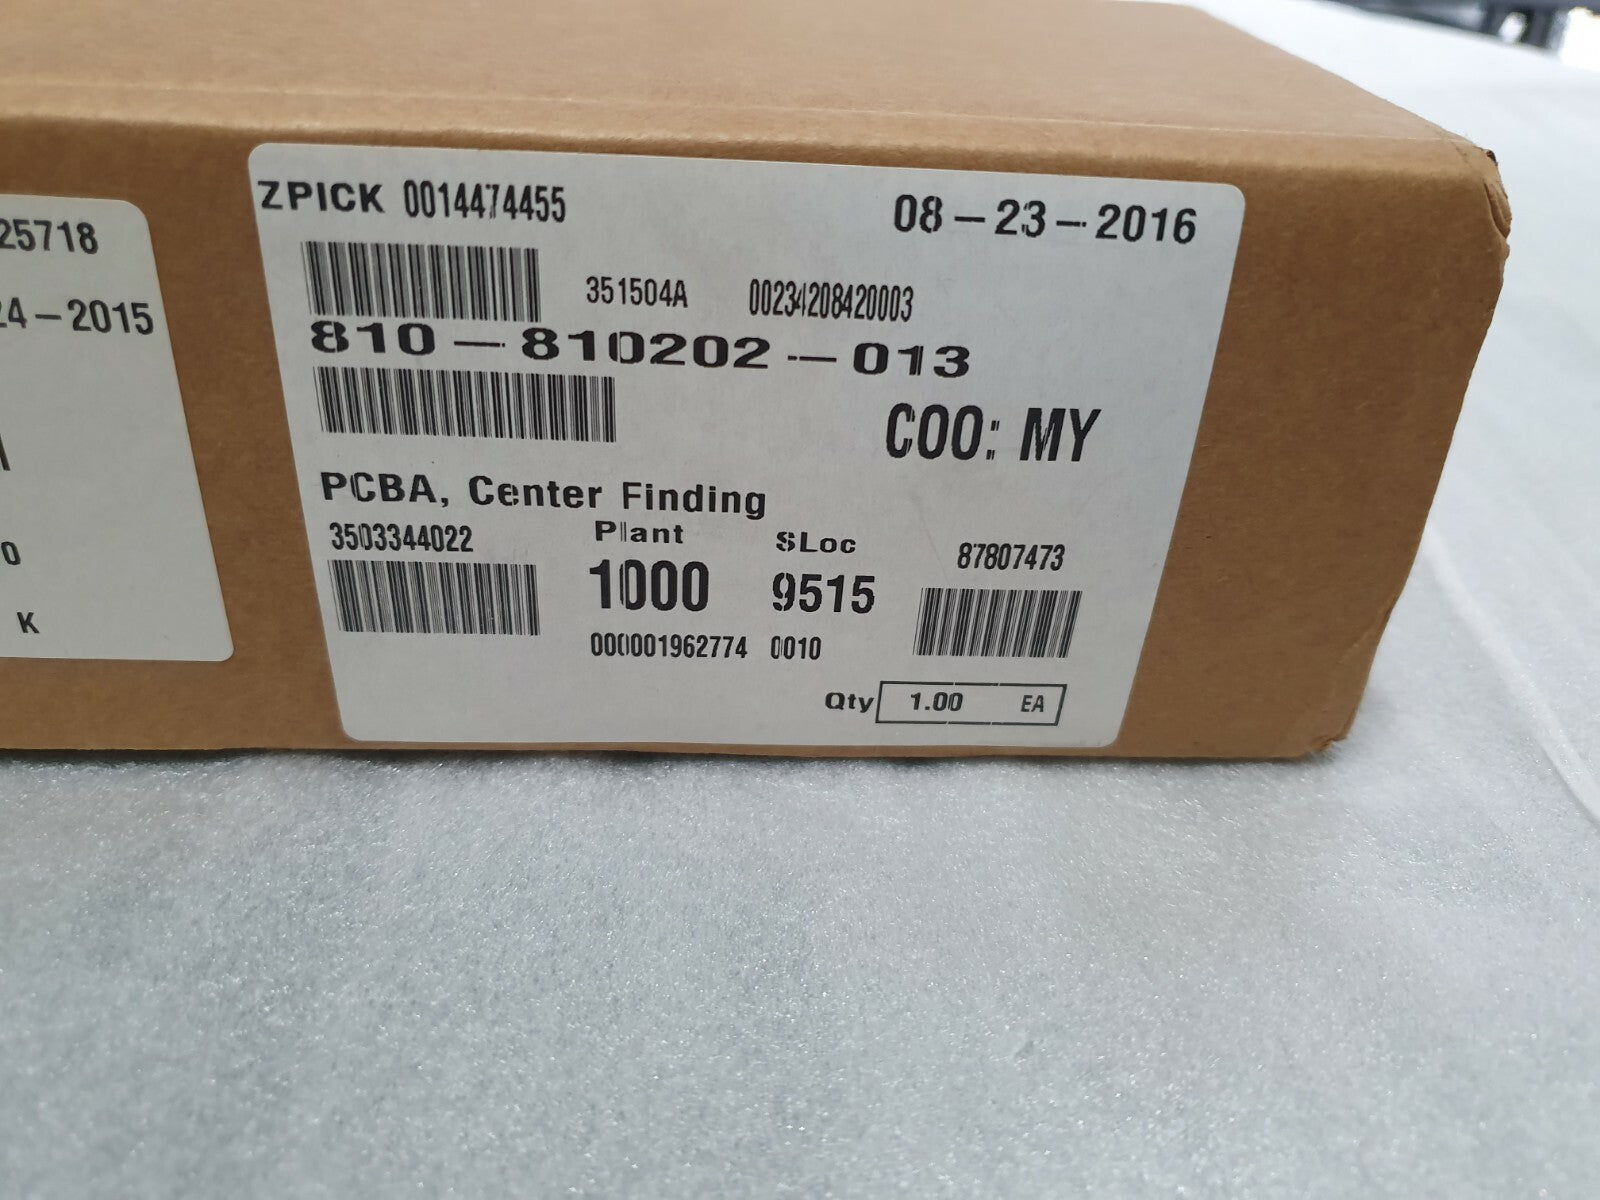 25718
24-2015
0
K
ZPICK 0014474455 08-23-2016
351504A 00234208420003
810-810202-013
COO: MY
PCBA, Center Finding
3503344022 Plant SLoc 87807473
1000 9515
000001962774 0010
Qty 1.00 EA